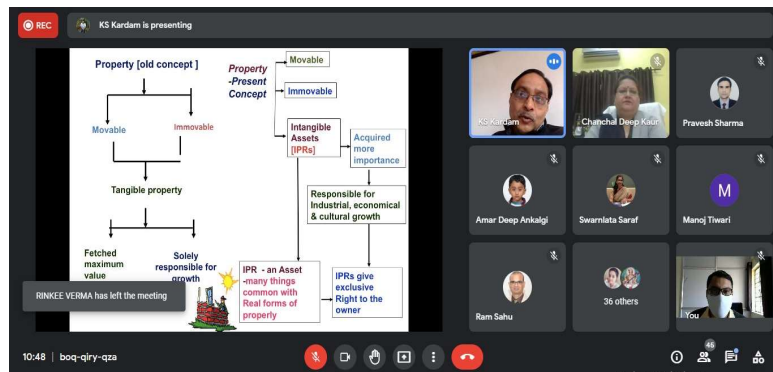 REC
KS Kardam is presenting
Property [old concept ]
Movable
Immovable
Tangible property
Fetched
maximum
value
Solely
responsible for
growth
Property
-Present
Concept
Movable
Immovable
Intangible
Assets
[IPRs]
Acquired
more
importance
Responsible for
Industrial, economical
& cultural growth
IPR - an Asset
-many things
common with
Real forms of
properly
IPRs give
exclusive
Right to the
owner
RINKEE VERMA has left the meeting
KS Kardam
Chanchal Deep Kaur
Pravesh Sharma
Amar Deep Ankalgi
Swarnlata Saraf
M
Manoj Tiwari
Ram Sahu
36 others
You
10:48 | boq-qiry-qza
46